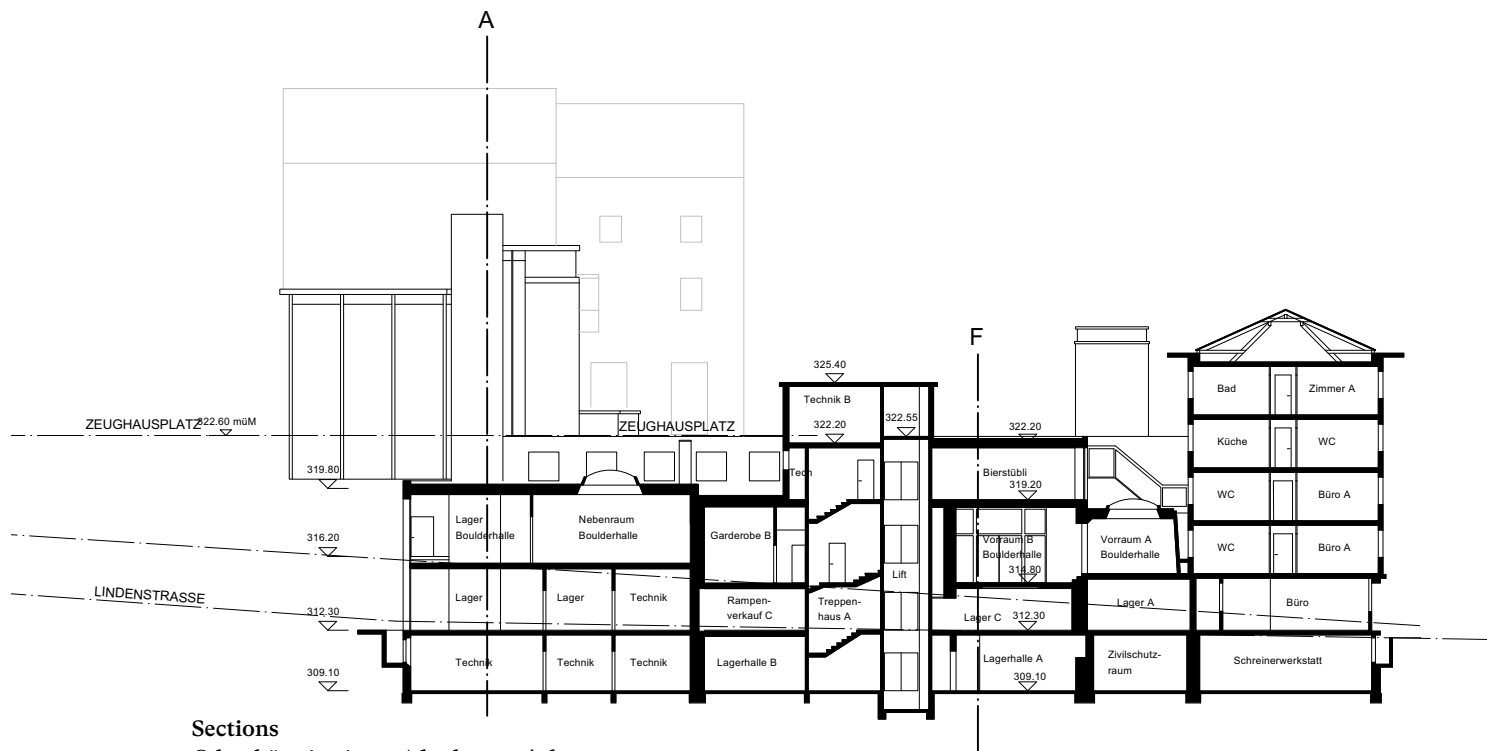 A
F
325.40
Technik B
Bad
Zimmer A
322.55
ZEUGHAUSPLATZ
322.60 müM
ZEUGHAUSPLATZ
322.20
322.20
Küche
WC
319.80
Tech
Bierstübli
319.20
WC
Büro A
Lager
Boulderhalle
Nebenraum
Boulderhalle
Garderobe B
Vorraum B
Boulderhalle
Vorraum A
Boulderhalle
WC
Büro A
316.20
314.80
Lift
LINDENSTRASSE
Lager
Lager
Technik
Rampen-
verkauf C
Treppen-
haus A
Lager A
Büro
312.30
Lager C
312.30
Technik
Technik
Technik
Lagerhalle B
Lagerhalle A
Zivilschutz-
raum
Schreinerwerkstatt
309.10
309.10
Sections